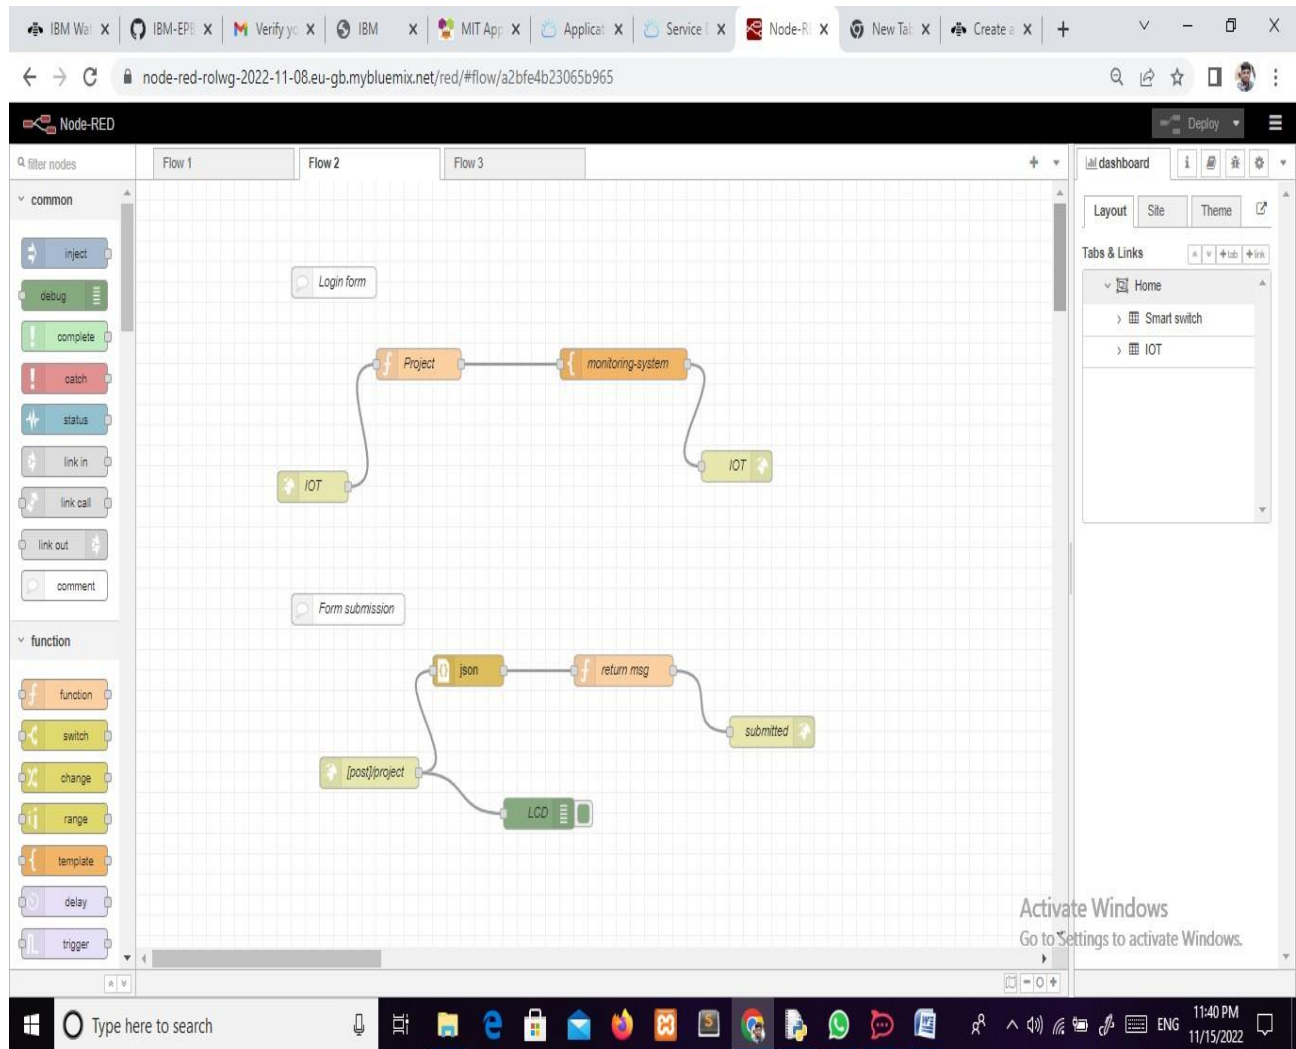 IBM Wat
IBM-EPB
Verify yo
IBM
MIT App
Applicat
Service
Node-R
New Tab
Create a
node-red-rolwg-2022-11-08.eu-gb.mybluemix.net/red/#flow/a2bfe4b23065b965
Node-RED
Deploy
filter nodes
Flow 1
Flow 2
Flow 3
dashboard
common
Layout
Site
Theme
inject
Login form
Tabs & Links
+tab
+link
debug
Home
complete
Smart switch
Project
monitoring-system
IOT
catch
status
link in
IOT
IOT
link call
link out
comment
Form submission
function
json
return msg
function
switch
submitted
change
[post]/project
range
LCD
template
delay
Activate Windows
trigger
Go to Settings to activate Windows.
Type here to search
ENG
11:40 PM
11/15/2022